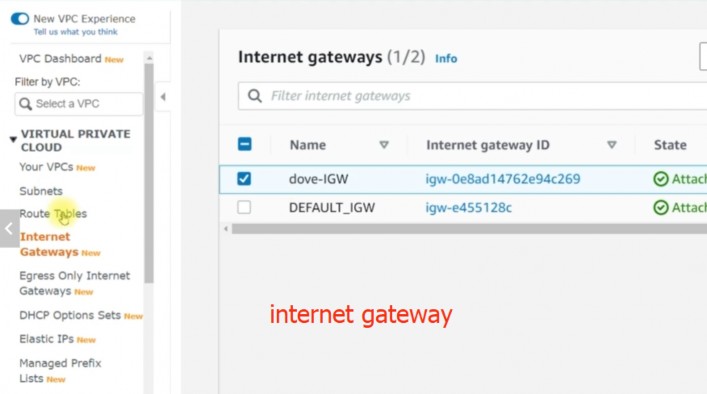 New VPC Experience
Tell us what you think
VPC Dashboard New
Filter by VPC:
Select a VPC
VIRTUAL PRIVATE
CLOUD
Your VPCs New
Subnets
Route Tables
Internet
Gateways New
Egress Only Internet
Gateways New
DHCP Options Sets New
Elastic IPs New
Managed Prefix
Lists New
Internet gateways (1/2) Info
Filter internet gateways
Name Internet gateway ID State
dove-IGW igw-0e8ad14762e94c269 Attach
DEFAULT_IGW igw-e455128c Attach
internet gateway